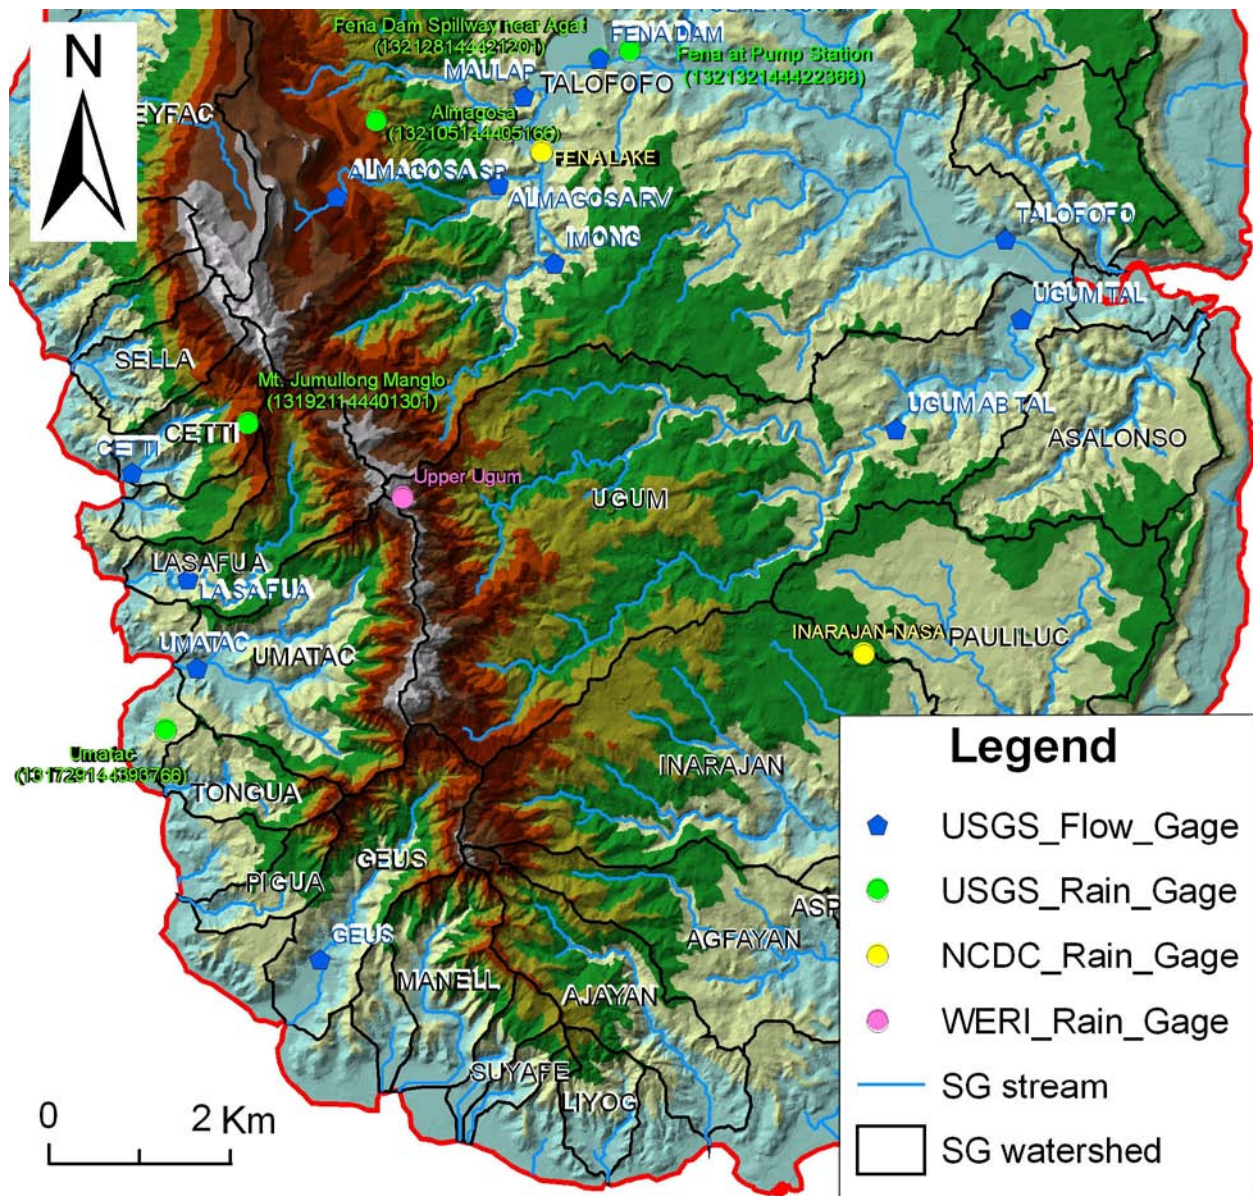 Fena Dam Spillway near Agat
(132128144421201)
FENA DAM
Fena at Pump Station
(132132144422366)
N
MAULAP
TALOFOFO
EYFAC
Almagosa
(132105144405166)
FENA LAKE
ALMAGOSA SP
ALMAGOSA RV
IMONG
TALOFOFO
UGUM TAL
SELLA
Mt. Jumullong Manglo
(131921144401301)
UGUM AB TAL
CETTI
CETTI
ASALONSO
Upper Ugum
UGUM
LASAFUA
LASAFUA
UMATAC
UMATAC
INARAJAN-NASA
PAULILUC
Umatac
(131729144393766)
TONGUA
INARAJAN
GEUS
PIGUA
ASP
GEUS
AGFAYAN
MANELL
AJAYAN
SUYAFE
LIYOG
0 2 Km
Legend
USGS_Flow_Gage
USGS_Rain_Gage
NCDC_Rain_Gage
WERI_Rain_Gage
SG stream
SG watershed